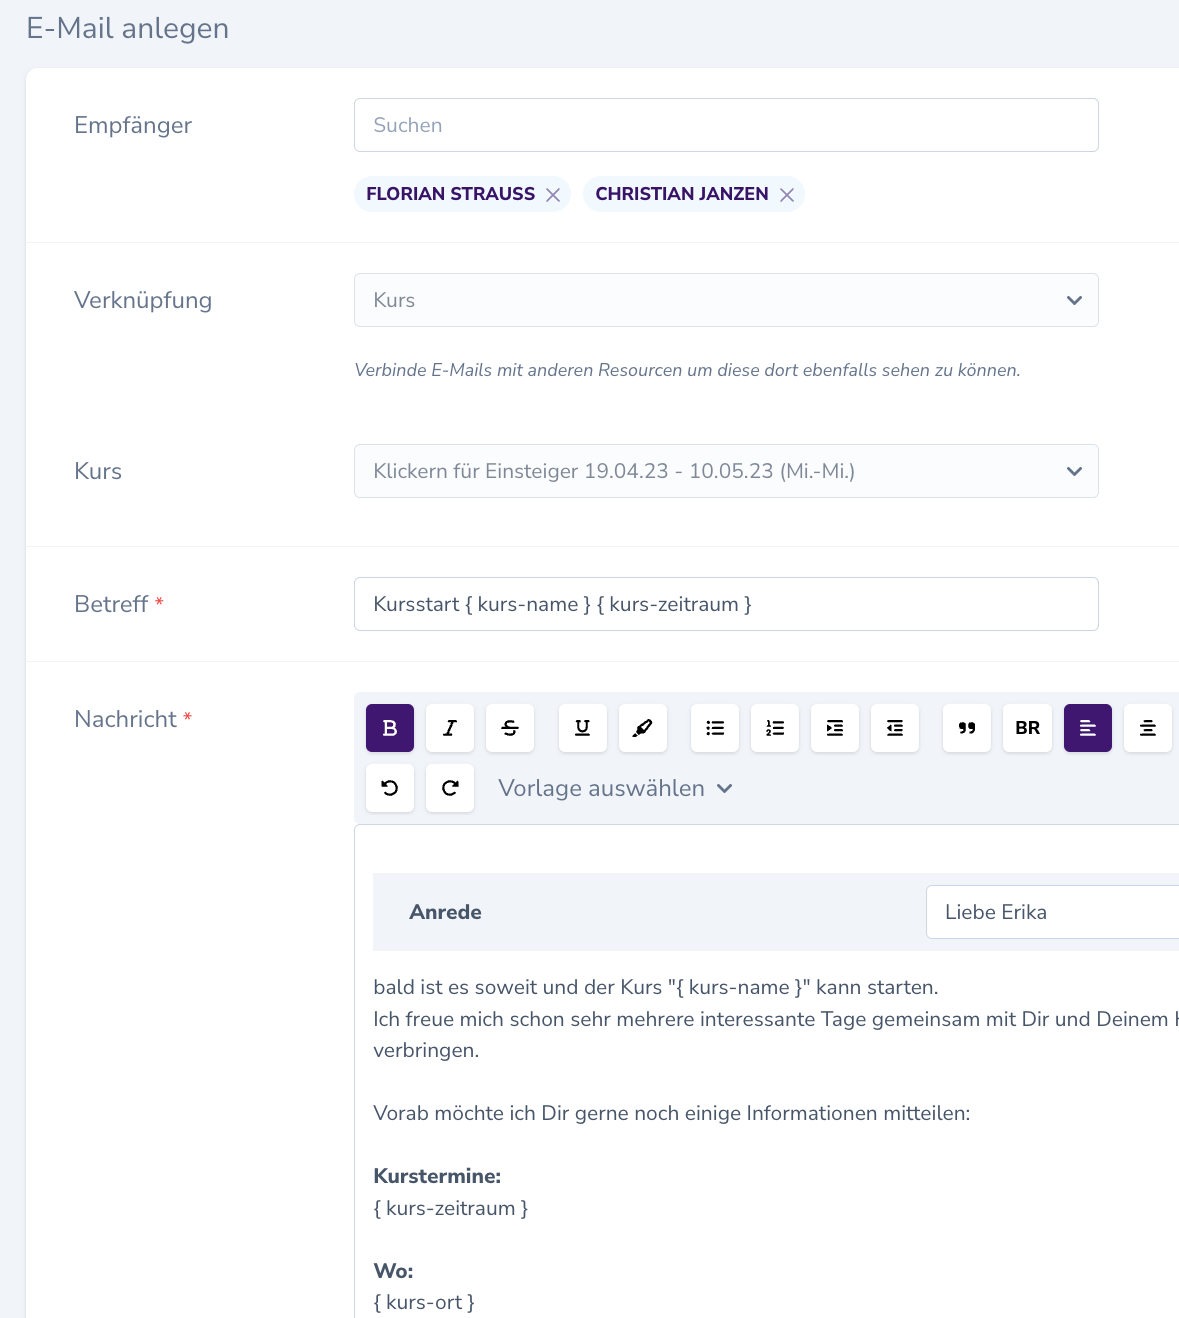 E-Mail anlegen
Empfänger
Suchen
FLORIAN STRAUSS
CHRISTIAN JANZEN
Verknüpfung
Kurs
Verbinde E-Mails mit anderen Resourcen um diese dort ebenfalls sehen zu können.
Kurs
Klickern für Einsteiger 19.04.23 - 10.05.23 (Mi.-Mi.)
Betreff *
Kursstart { kurs-name } { kurs-zeitraum }
Nachricht *
B I S U BR
Vorlage auswählen
Anrede
Liebe Erika
bald ist es soweit und der Kurs "{ kurs-name }" kann starten.
Ich freue mich schon sehr mehrere interessante Tage gemeinsam mit Dir und Deinem
verbringen.
Vorab möchte ich Dir gerne noch einige Informationen mitteilen:
Kurstermine:
{ kurs-zeitraum }
Wo:
{ kurs-ort }